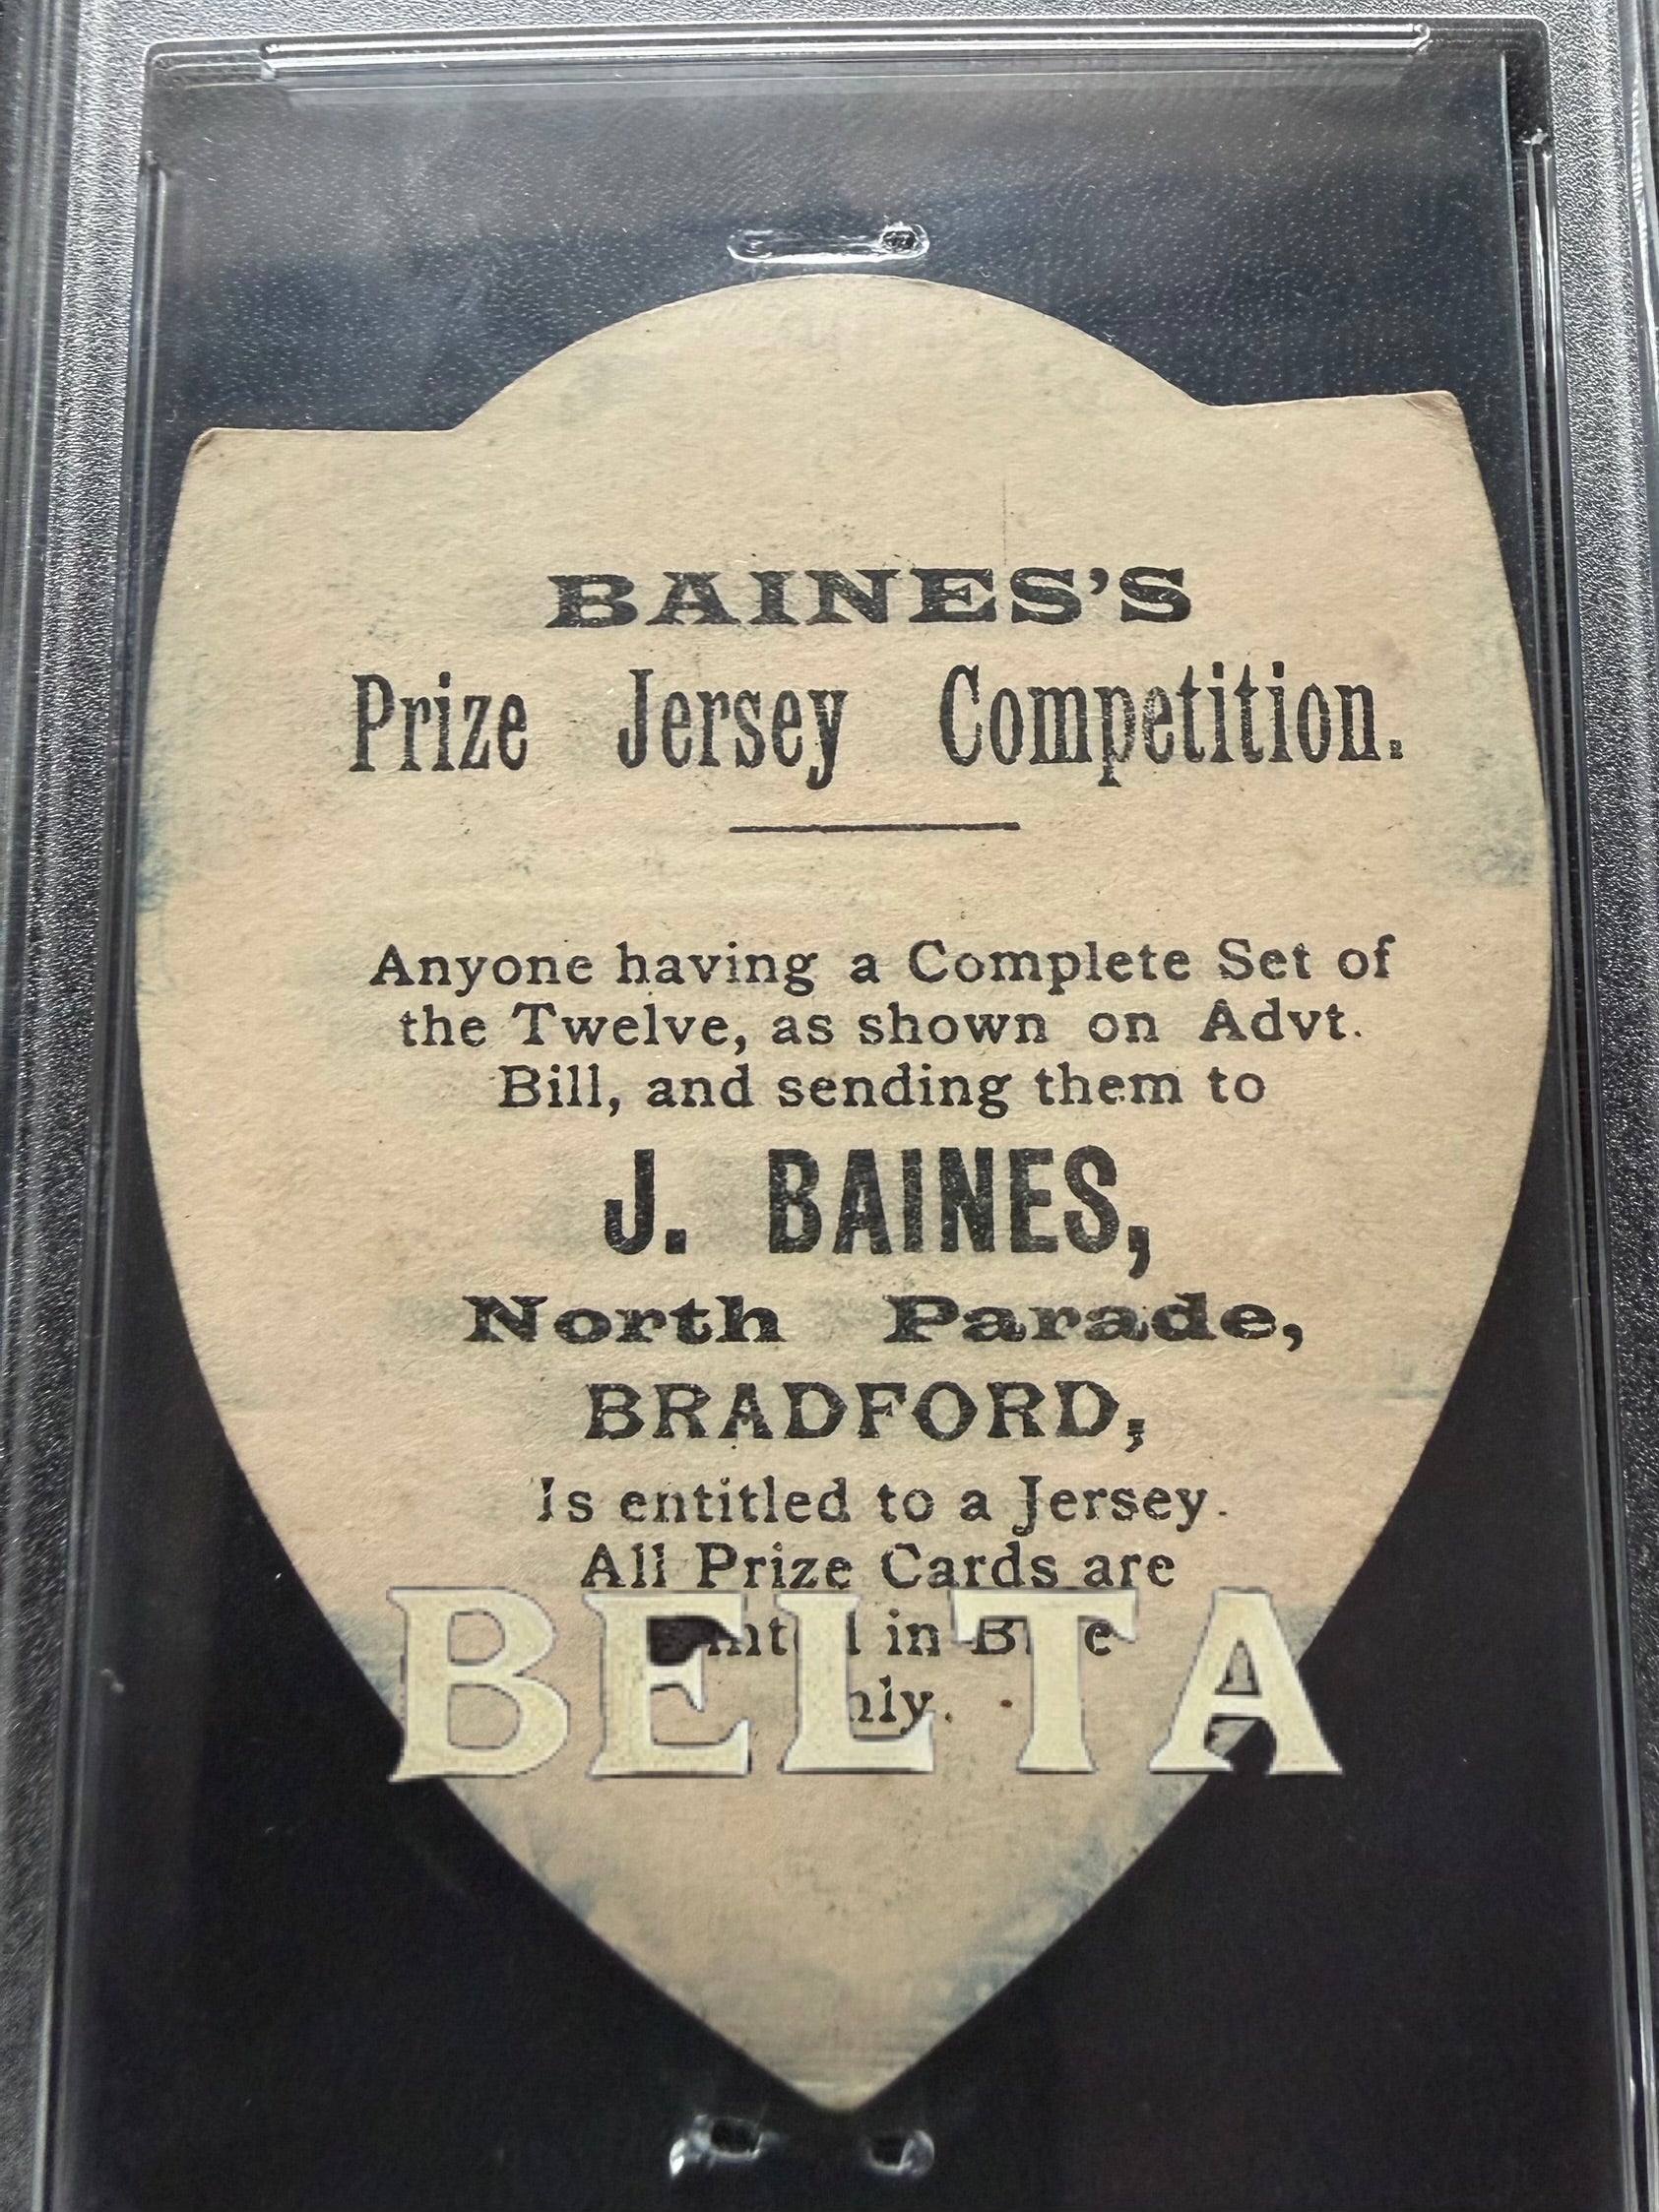 BAINES'S
Prize Jersey Competition.
Anyone having a Complete Set of
the Twelve, as shown on Advt.
Bill, and sending them to
J. BAINES,
North Parade,
BRADFORD,
Is entitled to a Jersey.
All Prize Cards are
in
BELTA